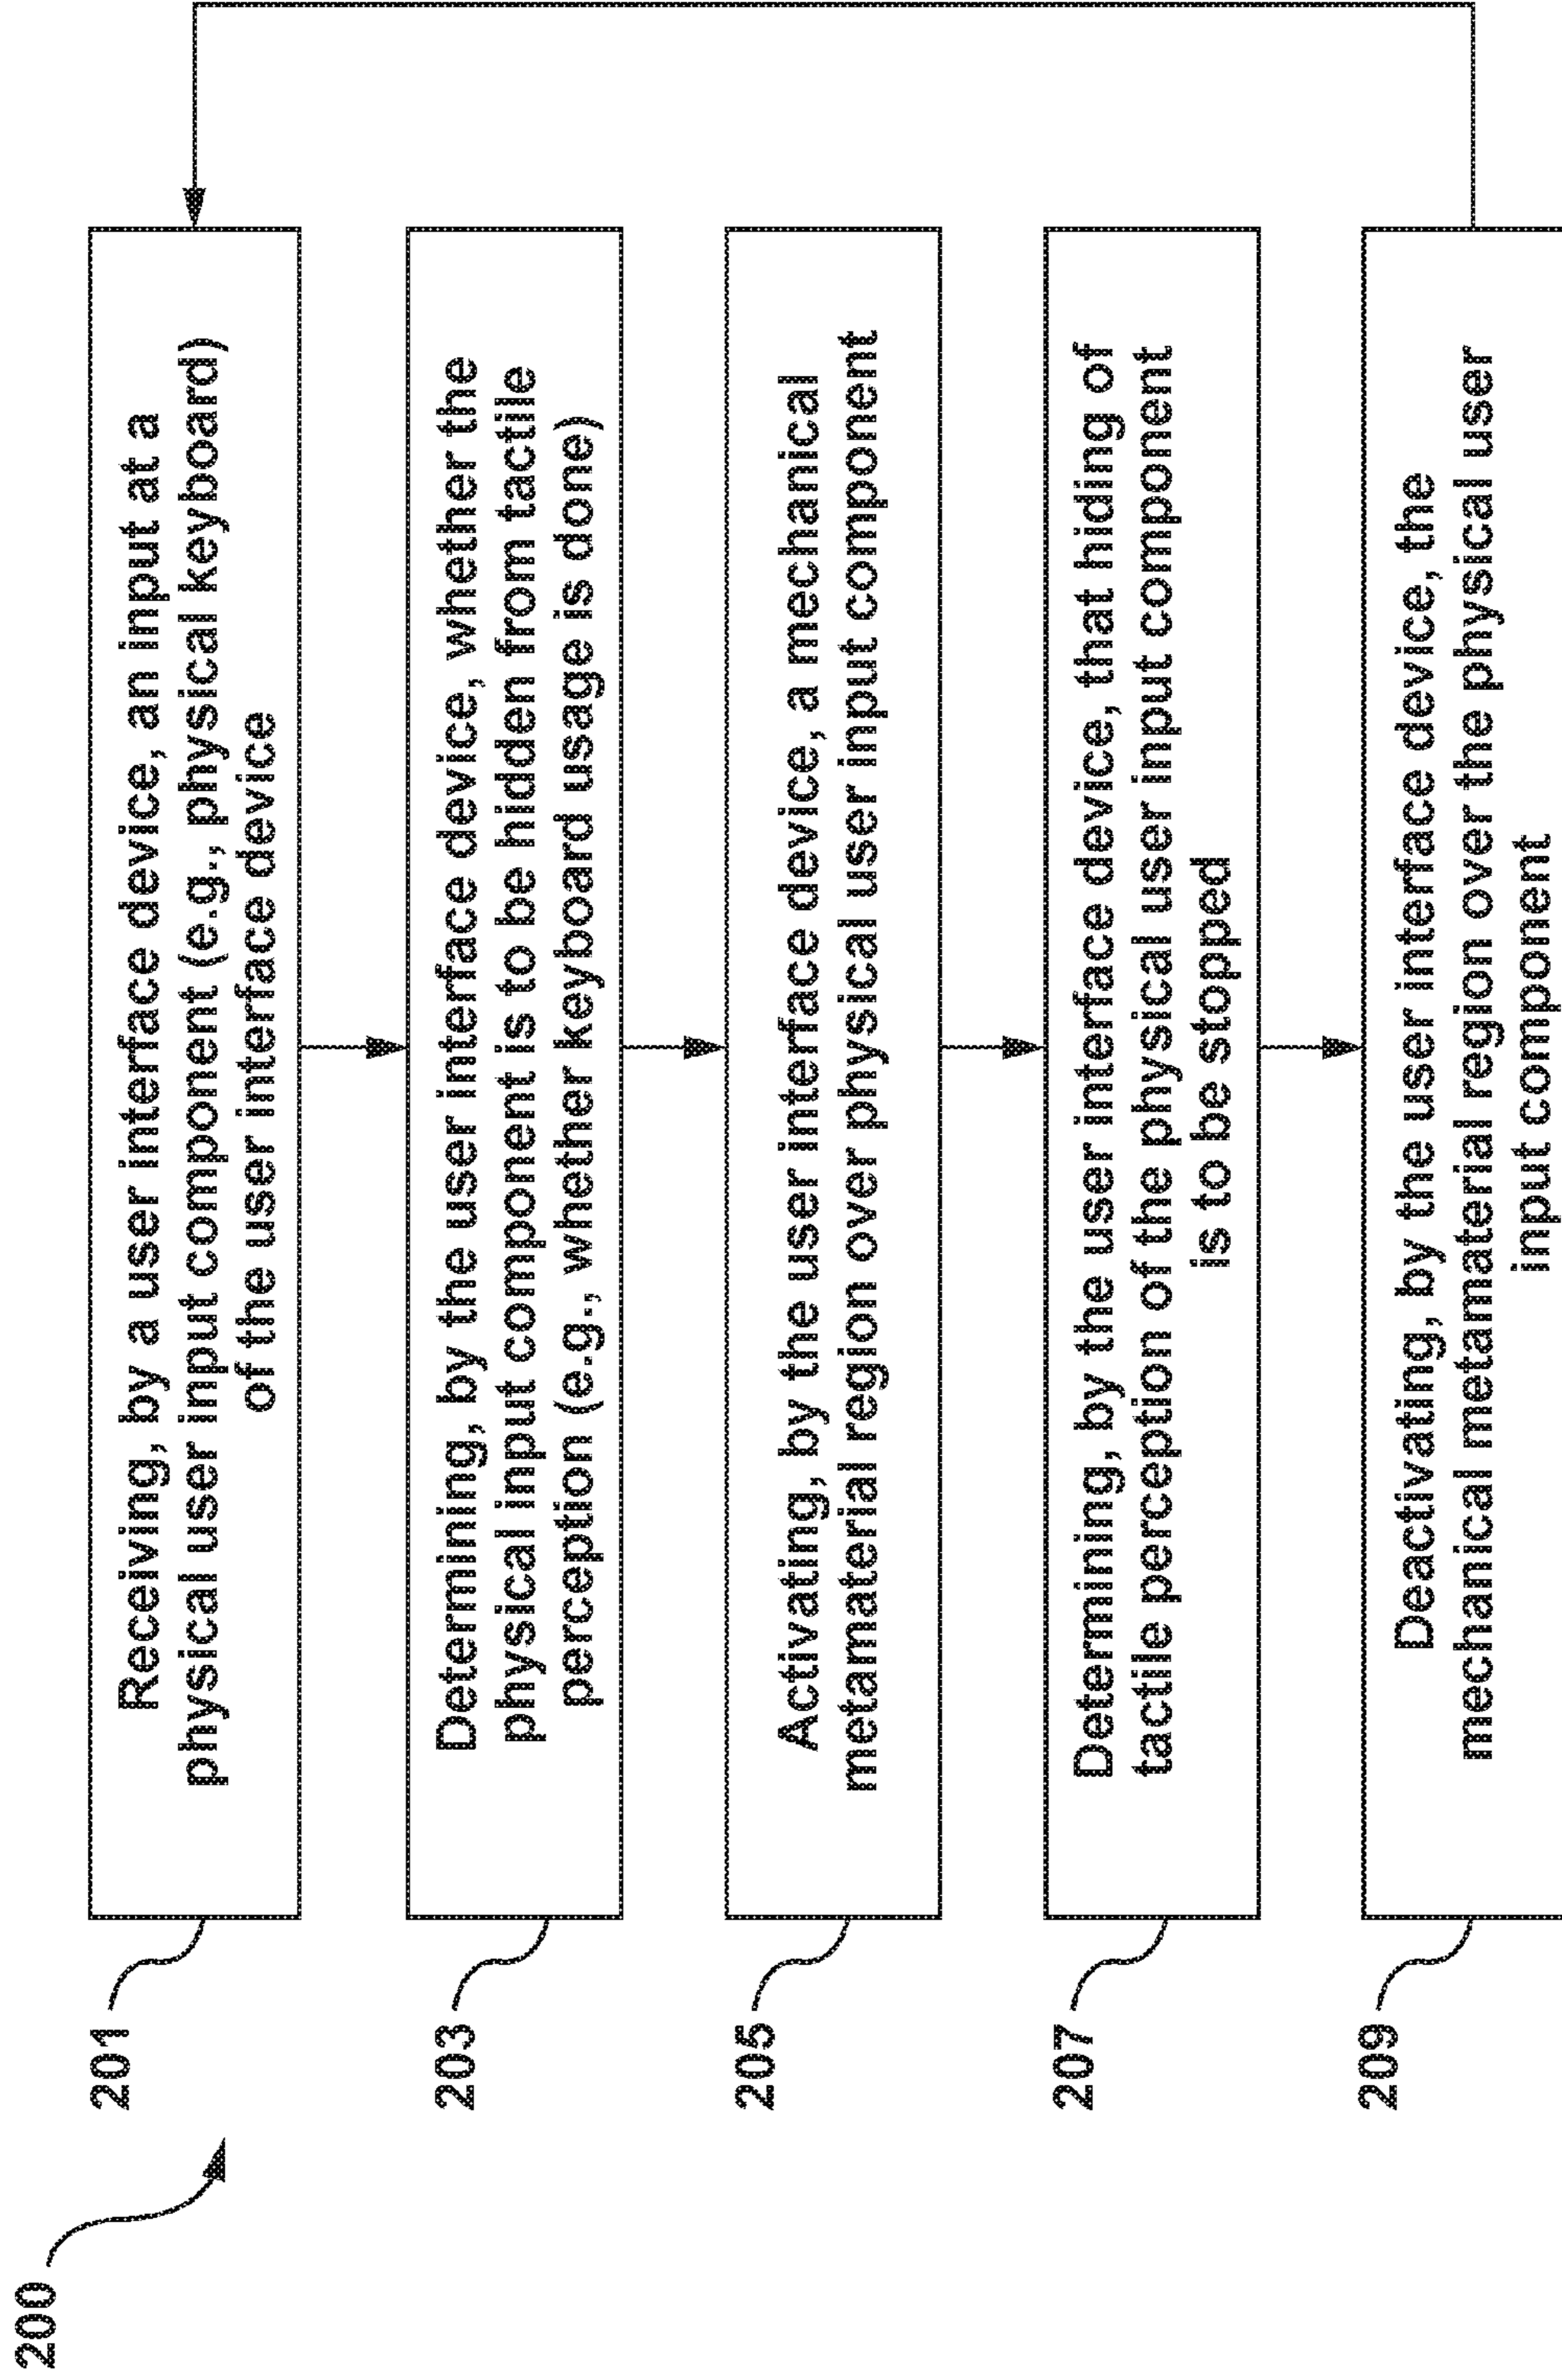 200
201
Receiving, by a user interface device, an input at a
physical user input component (e.g., physical keyboard)
of the user interface device
203
Determining, by the user interface device, whether the
physical input component is to be hidden from tactile
perception (e.g., whether keyboard usage is done)
205
Activating, by the user interface device, a mechanical
metamaterial region over physical user input component
207
Determining, by the user interface device, that hiding of
tactile perception of the physical user input component
is to be stopped
209
Deactivating, by the user interface device, the
mechanical metamaterial region over the physical user
input component